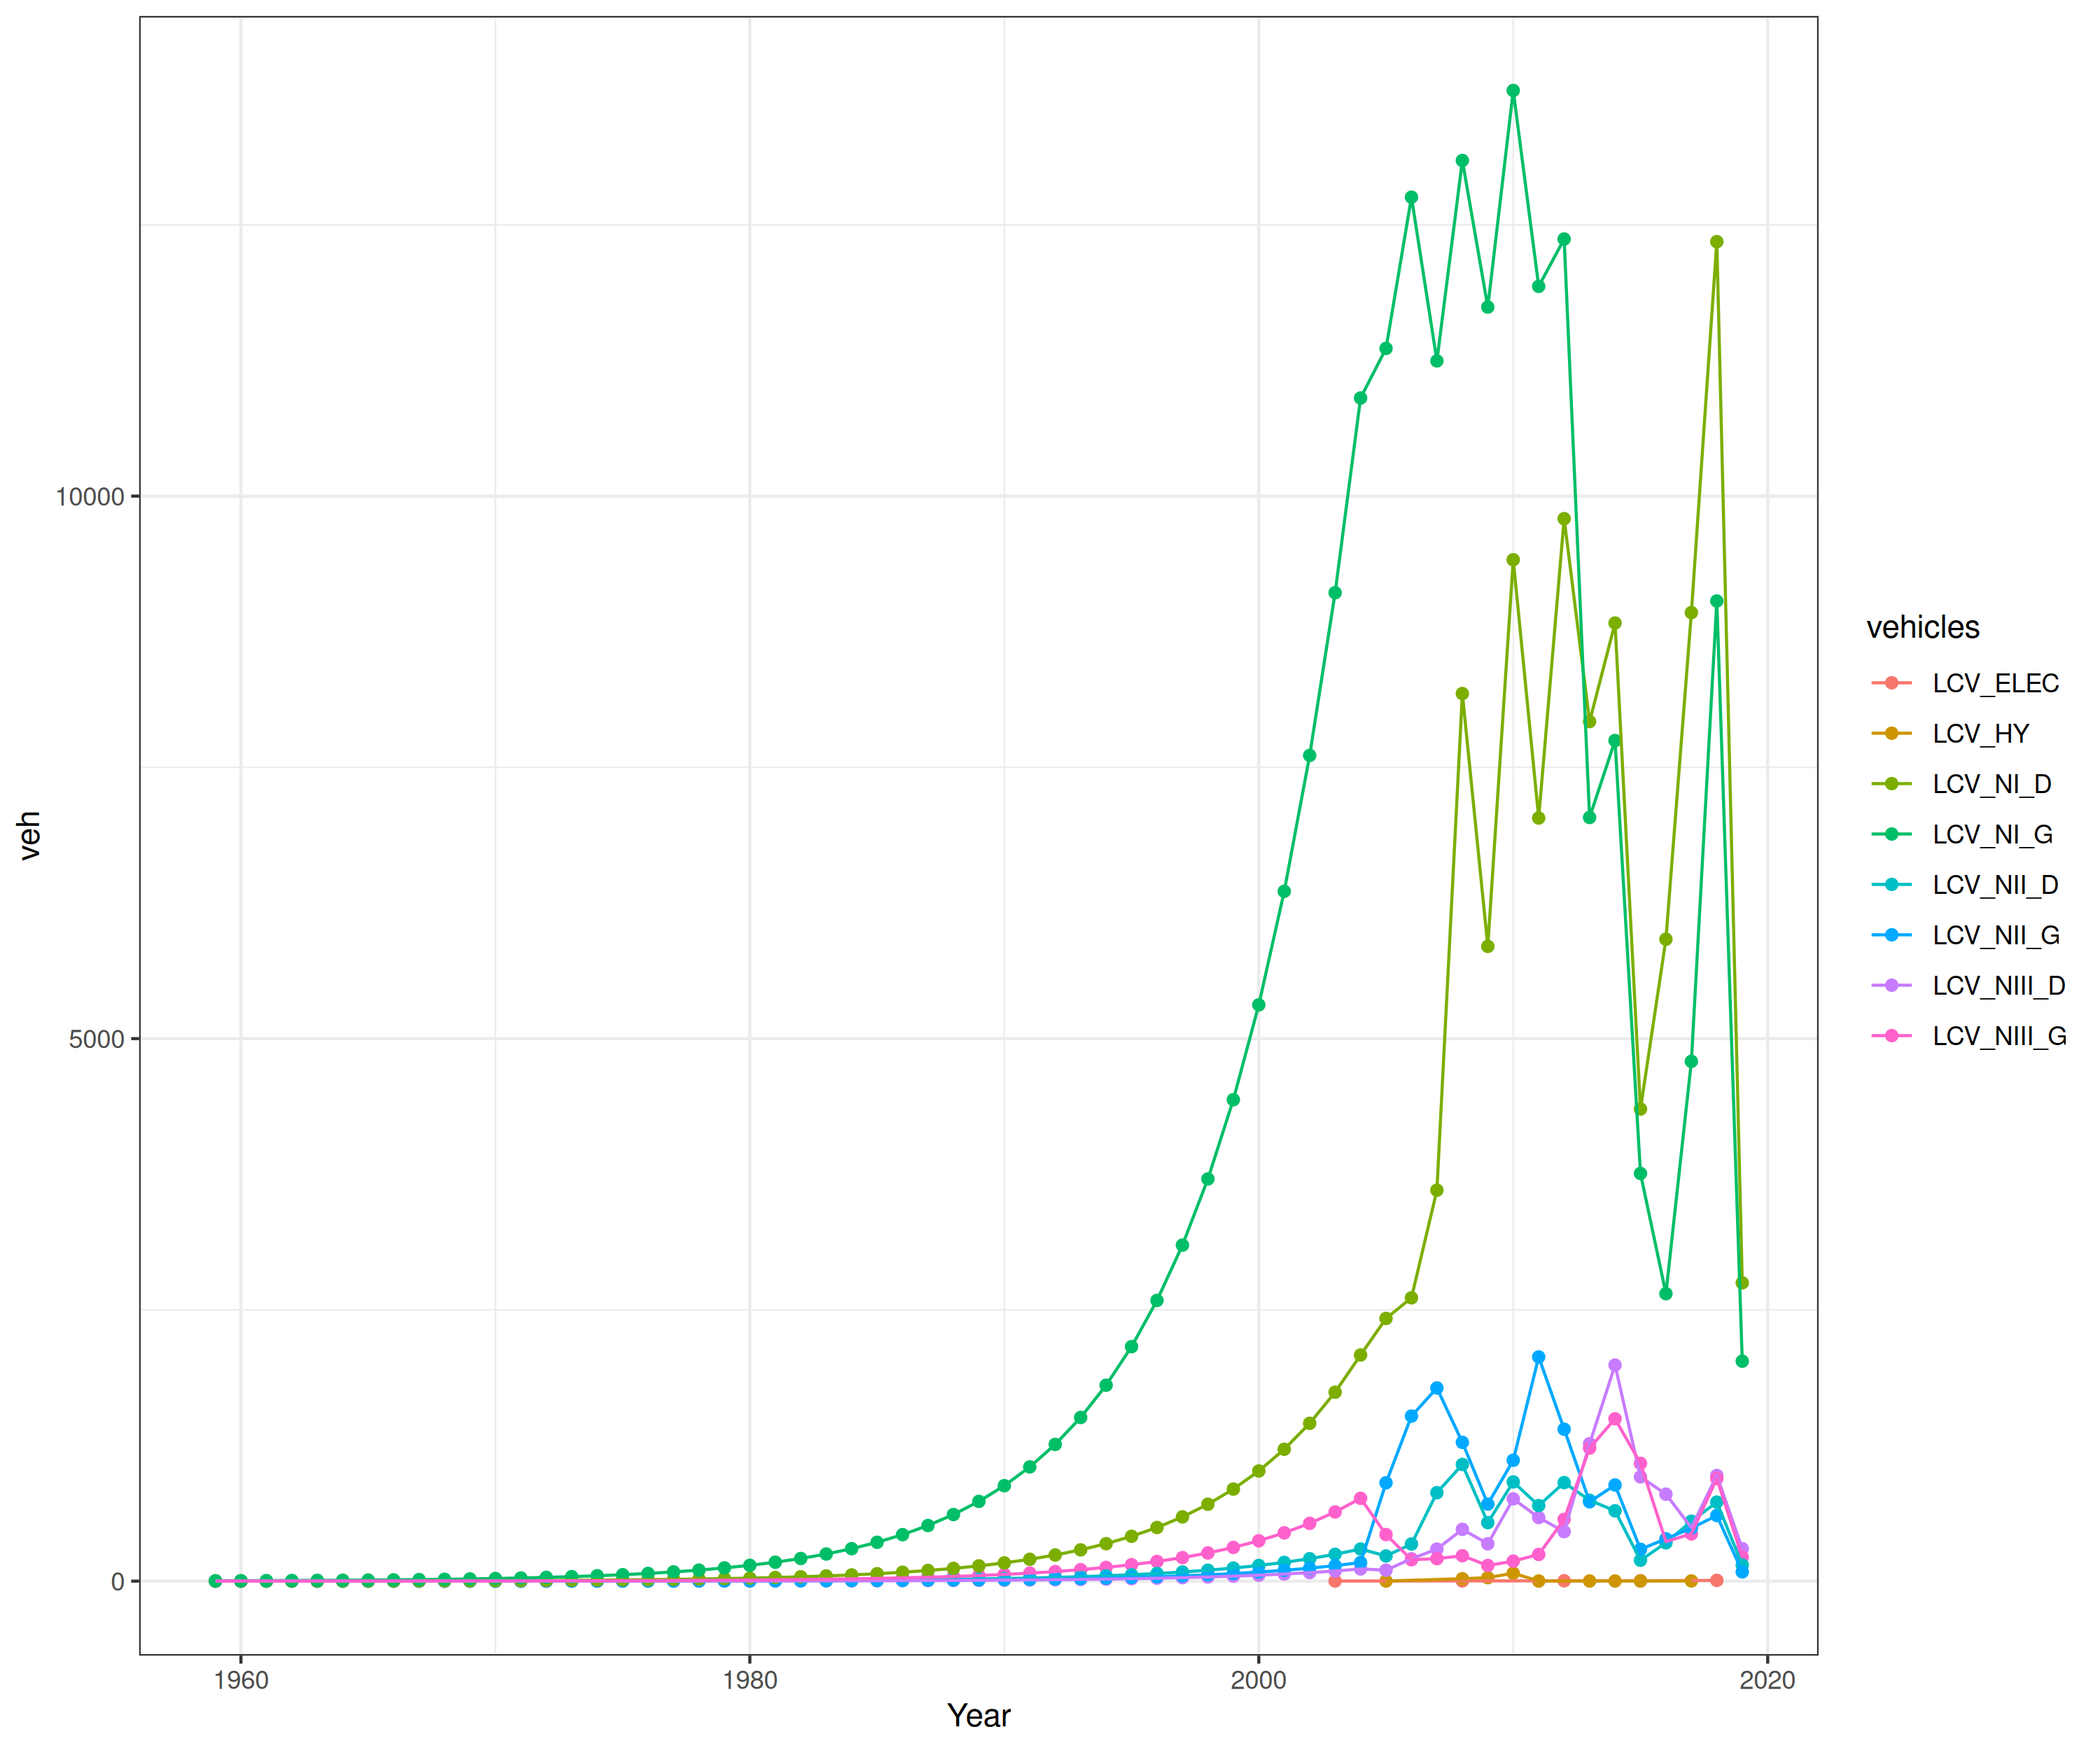 veh
10000
5000
0
1960
1980
2000
2020
Year
vehicles
LCV_ELEC
LCV_HY
LCV_NI_D
LCV_NI_G
LCV_NII_D
LCV_NII_G
LCV_NIII_D
LCV_NIII_G